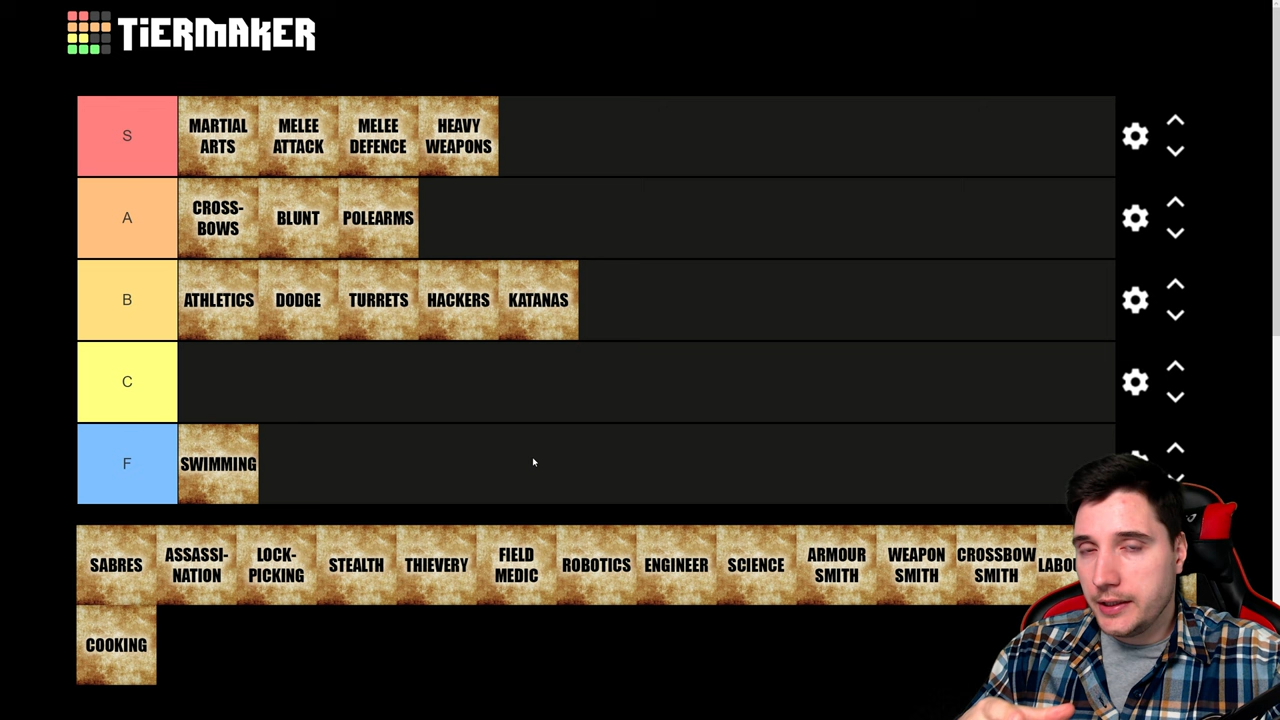 TIERMAKER
S
MARTIAL
ARTS
MELEE
ATTACK
MELEE
DEFENCE
HEAVY
WEAPONS
A
CROSS-
BOWS
BLUNT
POLEARMS
B
ATHLETICS
DODGE
TURRETS
HACKERS
KATANAS
C
F
SWIMMING
SABRES
ASSASSI-
NATION
LOCK-
PICKING
STEALTH
THIEVERY
FIELD
MEDIC
ROBOTICS
ENGINEER
SCIENCE
ARMOUR
SMITH
WEAPON
SMITH
CROSSBOW
SMITH
COOKING